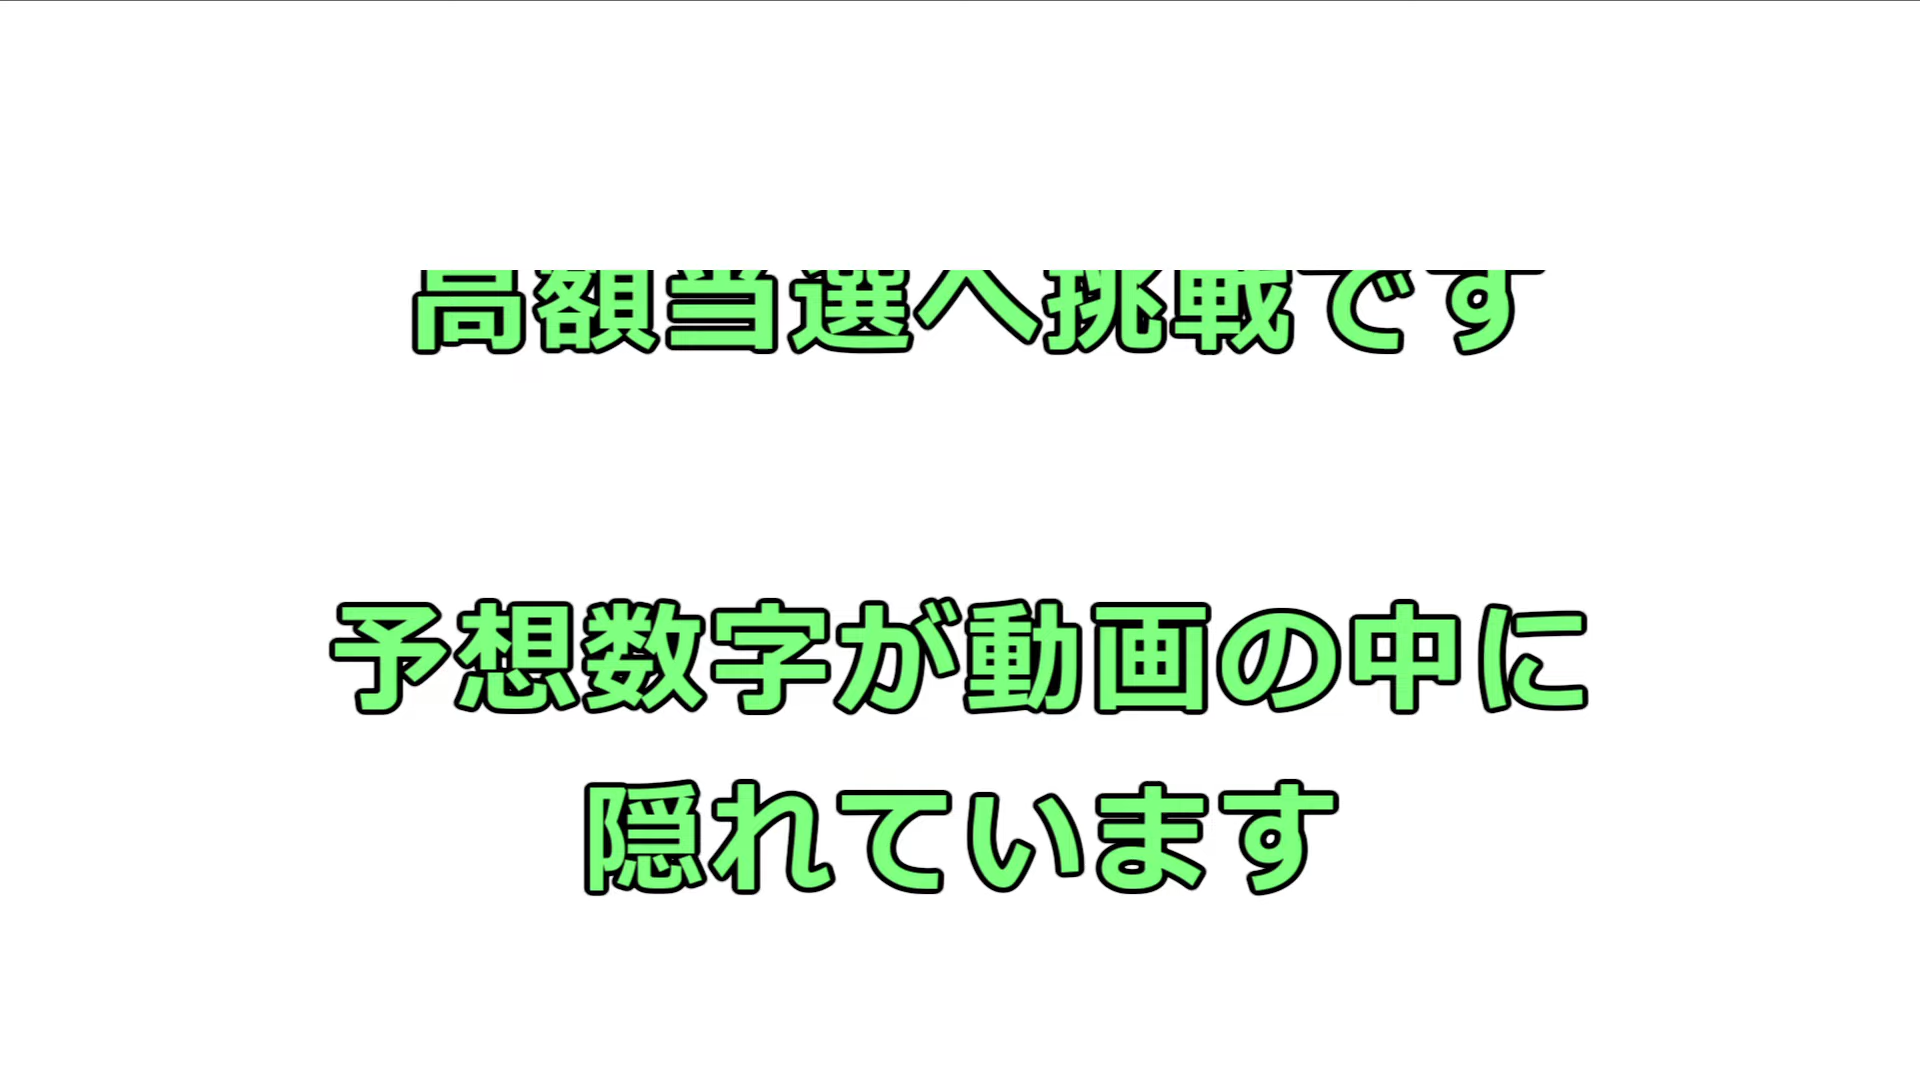 高額当選へ挑戦です
予想数字が動画の中に
隠れています